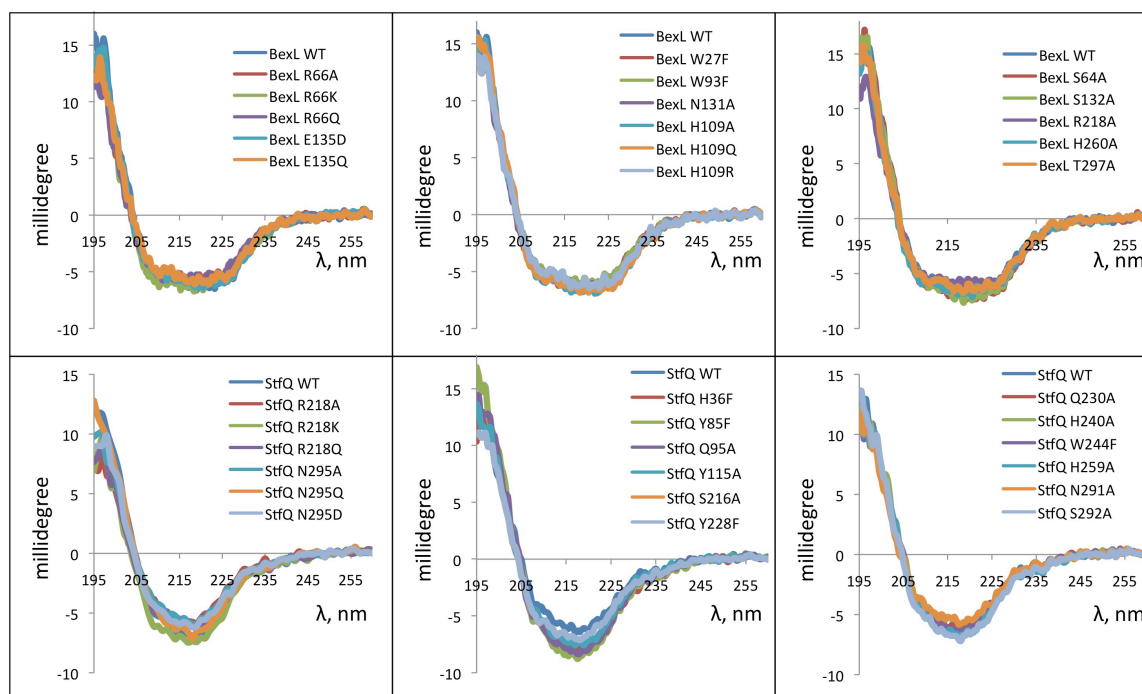 15
10
5
0
-5
-10
195
205
215
225
235
245
255
millidegree
λ, nm
BexL WT
BexL R66A
BexL R66K
BexL R66Q
BexL E135D
BexL E135Q
15
10
5
0
-5
-10
195
205
215
225
235
245
255
millidegree
λ, nm
BexL WT
BexL W27F
BexL W93F
BexL N131A
BexL H109A
BexL H109Q
BexL H109R
15
10
5
0
-5
-10
195
215
235
255
millidegree
λ, nm
BexL WT
BexL S64A
BexL S132A
BexL R218A
BexL H260A
BexL T297A
15
10
5
0
-5
-10
195
205
215
225
235
245
255
millidegree
λ, nm
StfQ WT
StfQ R218A
StfQ R218K
StfQ R218Q
StfQ N295A
StfQ N295Q
StfQ N295D
15
10
5
0
-5
-10
195
205
215
225
235
245
255
millidegree
λ, nm
StfQ WT
StfQ H36F
StfQ Y85F
StfQ Q95A
StfQ Y115A
StfQ S216A
StfQ Y228F
15
10
5
0
-5
-10
195
205
215
225
235
245
255
millidegree
λ, nm
StfQ WT
StfQ Q230A
StfQ H240A
StfQ W244F
StfQ H259A
StfQ N291A
StfQ S292A